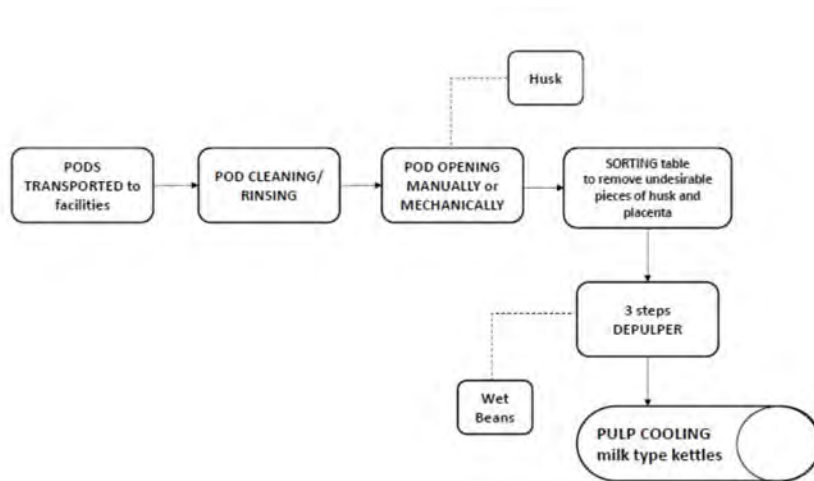 Husk
PODS
TRANSPORTED to
facilities
POD CLEANING/
RINSING
POD OPENING
MANUALLY or
MECHANICALLY
SORTING table
to remove undesirable
pieces of husk and
placenta
3 steps
DEPULPER
Wet
Beans
PULP COOLING
milk type kettles